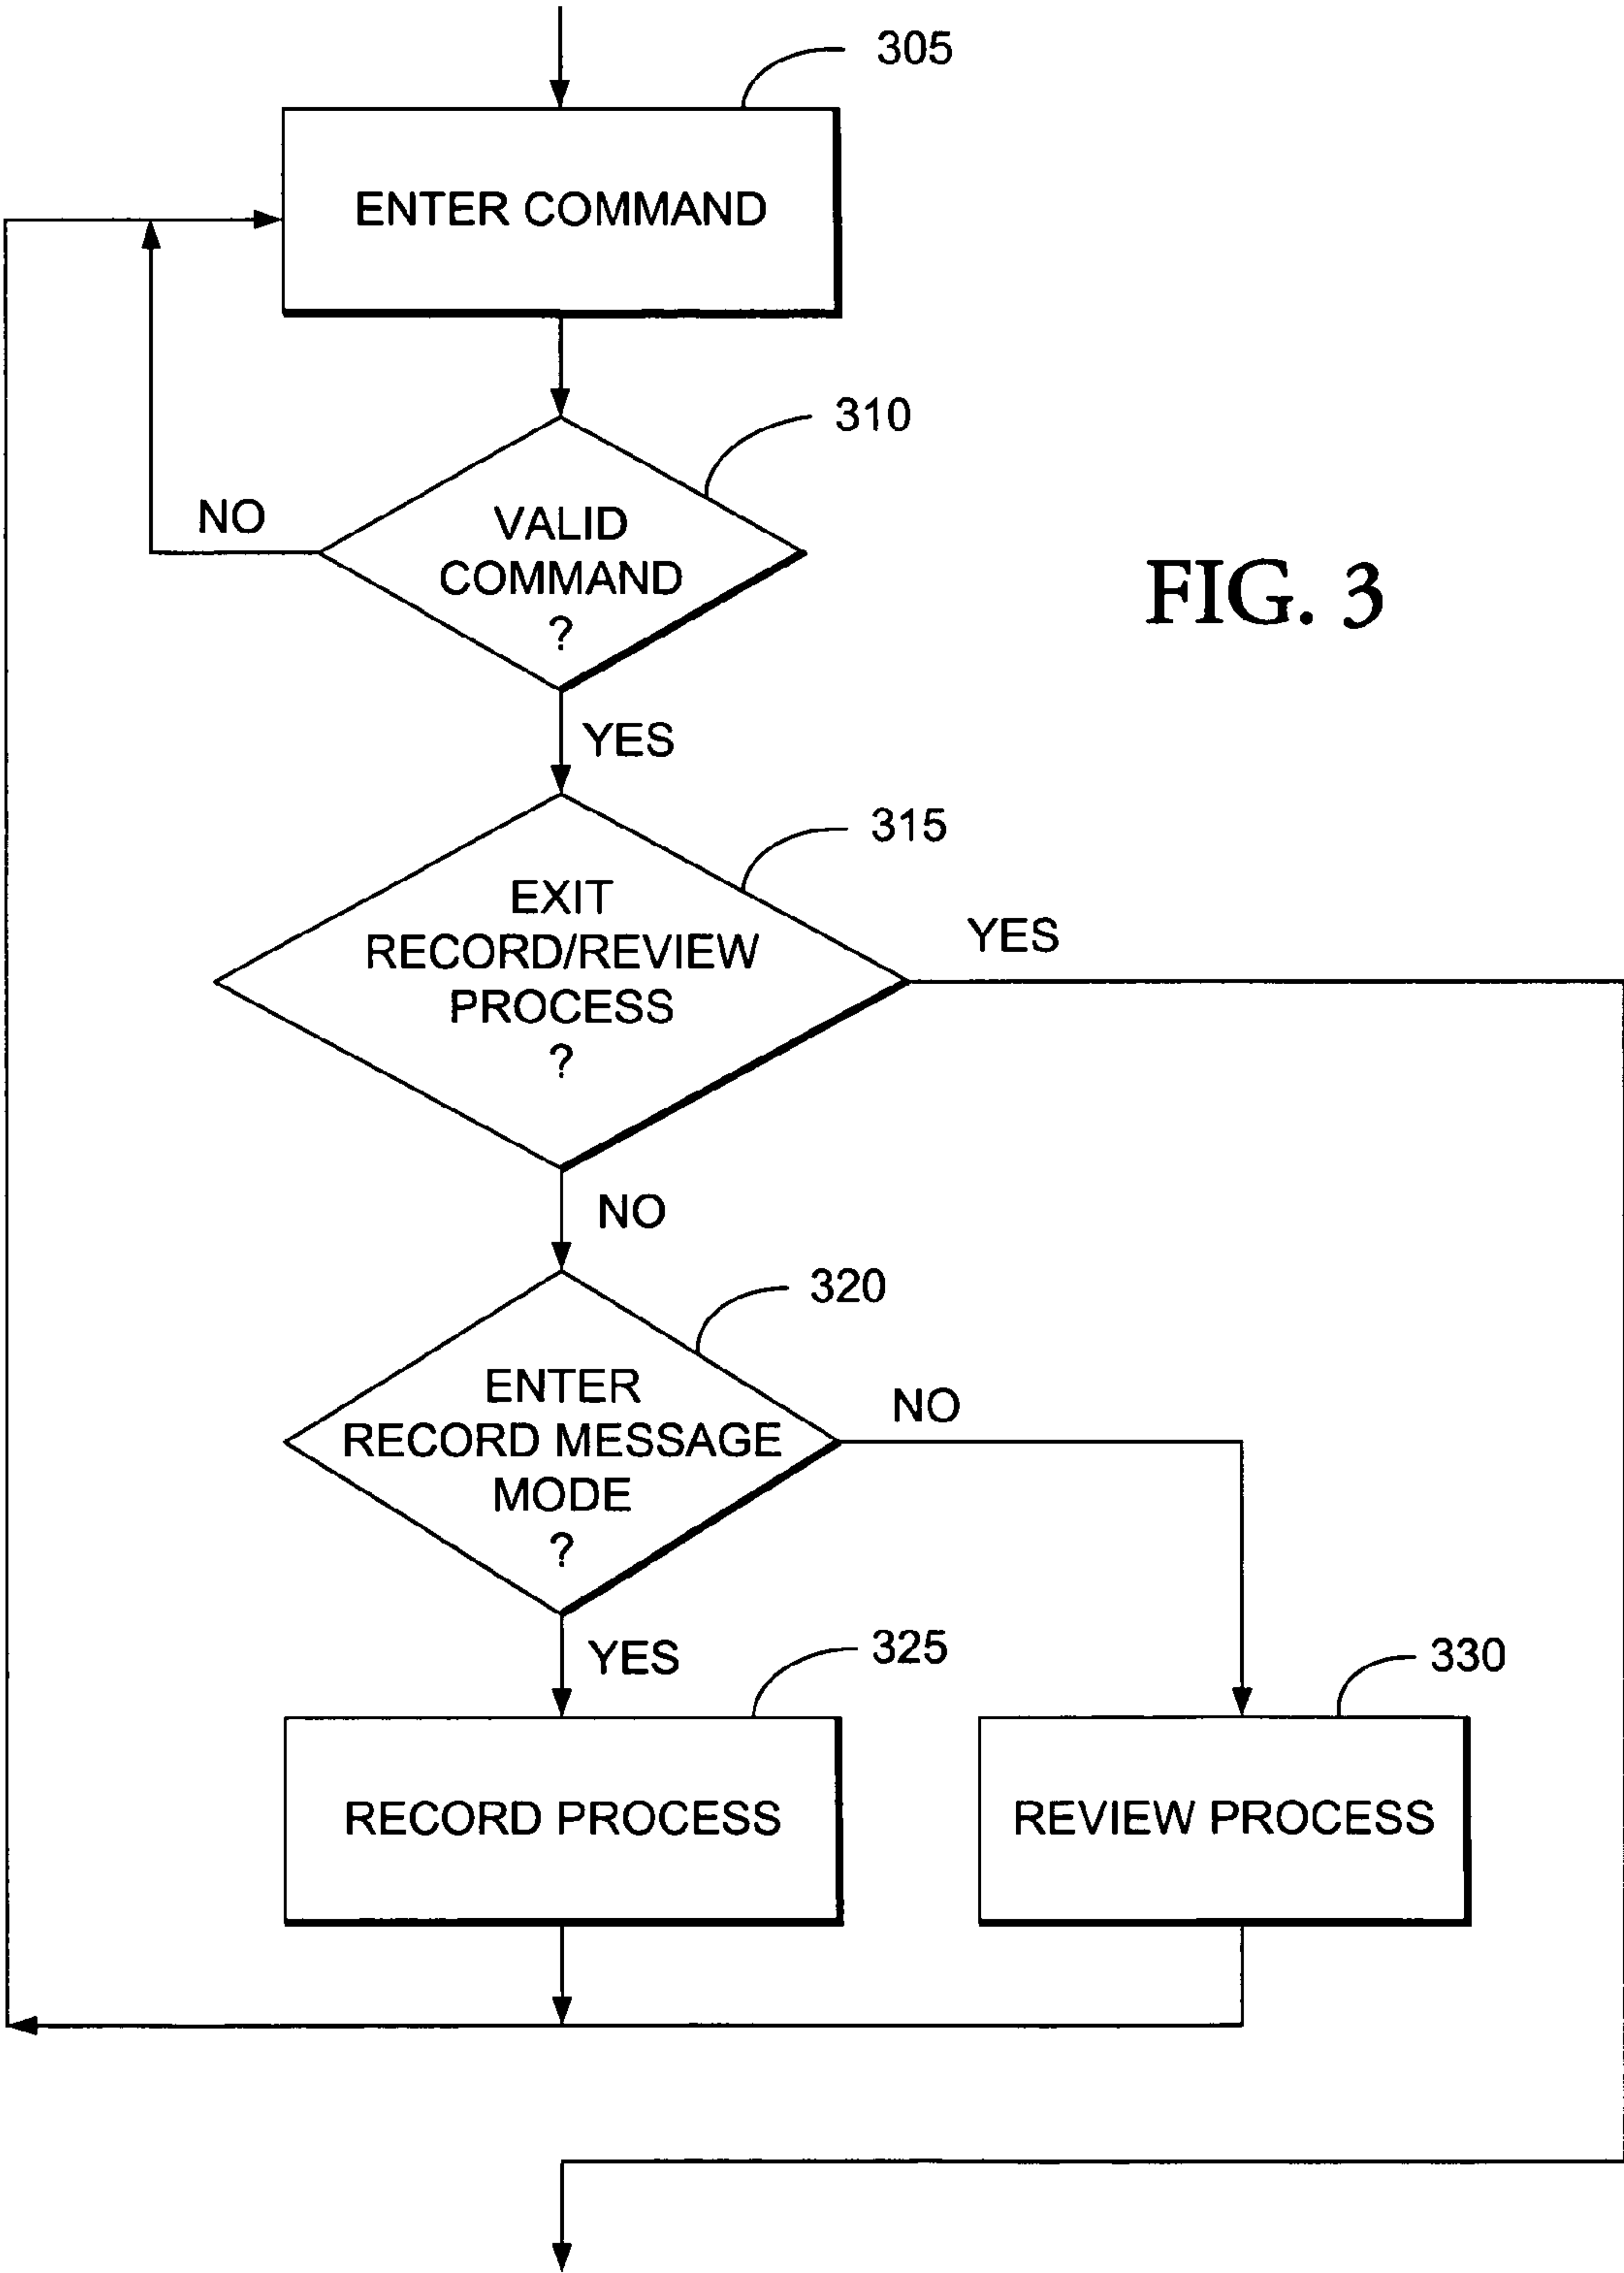 305
ENTER COMMAND
310
NO
VALID
COMMAND
?
FIG. 3
YES
315
EXIT
RECORD/REVIEW
PROCESS
?
YES
NO
320
ENTER
RECORD MESSAGE
MODE
?
NO
YES
325
330
RECORD PROCESS
REVIEW PROCESS